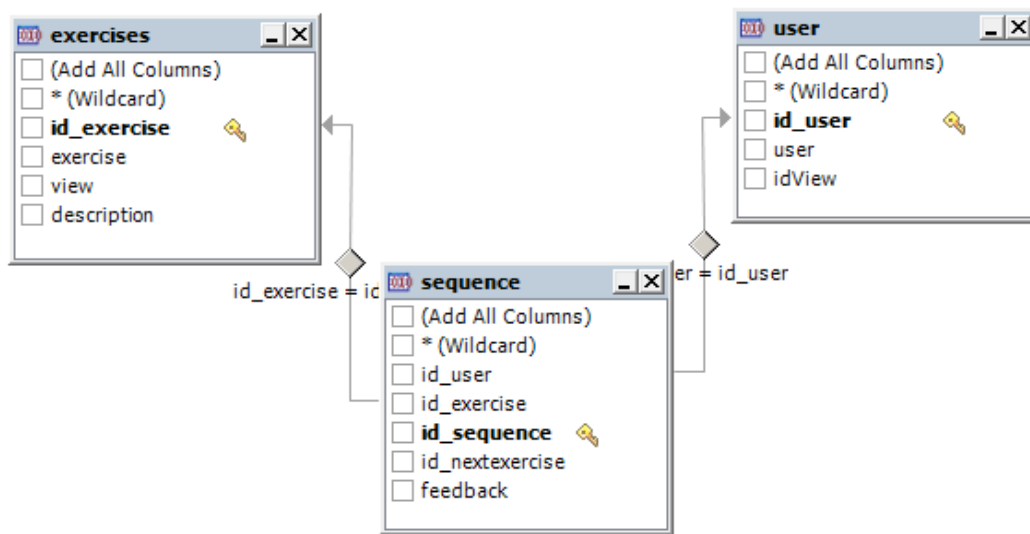 exercises
(Add All Columns)
* (Wildcard)
id_exercise
exercise
view
description
user
(Add All Columns)
* (Wildcard)
id_user
user
idView
id_exercise = id
er = id_user
sequence
(Add All Columns)
* (Wildcard)
id_user
id_exercise
id_sequence
id_nextexercise
feedback